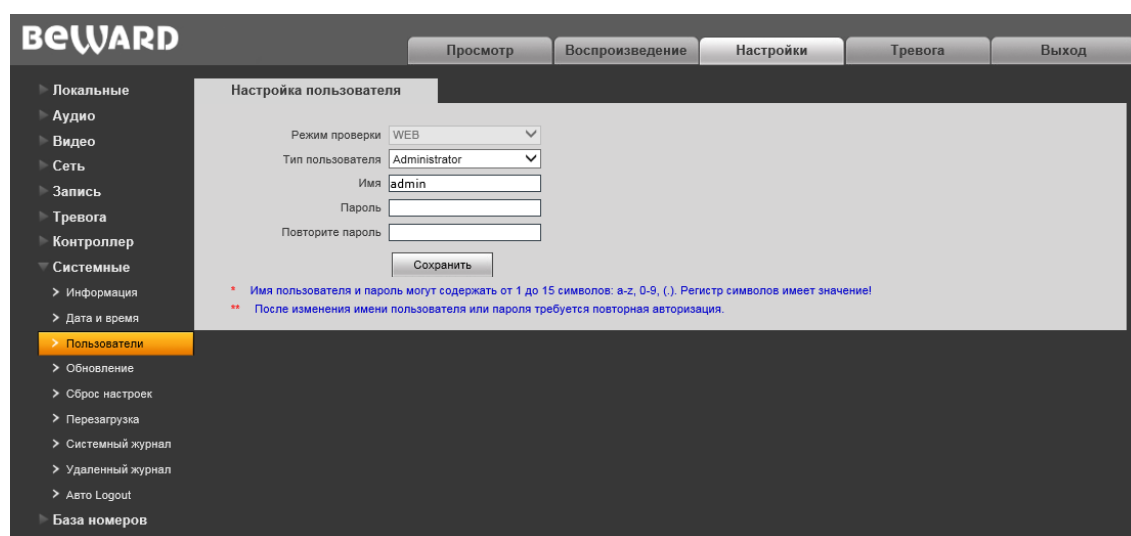 BEWARD
Просмотр
Воспроизведение
Настройки
Тревога
Выход
Локальные
Аудио
Видео
Сеть
Запись
Тревога
Контроллер
Системные
Информация
Дата и время
Пользователи
Обновление
Сброс настроек
Перезагрузка
Системный журнал
Удаленный журнал
Авто Logout
База номеров
Настройка пользователя
Режим проверки WEB
Тип пользователя Administrator
Имя admin
Пароль
Повторите пароль
Сохранить
* Имя пользователя и пароль могут содержать от 1 до 15 символов: a-z, 0-9, (.). Регистр символов имеет значение!
** После изменения имени пользователя или пароля требуется повторная авторизация.